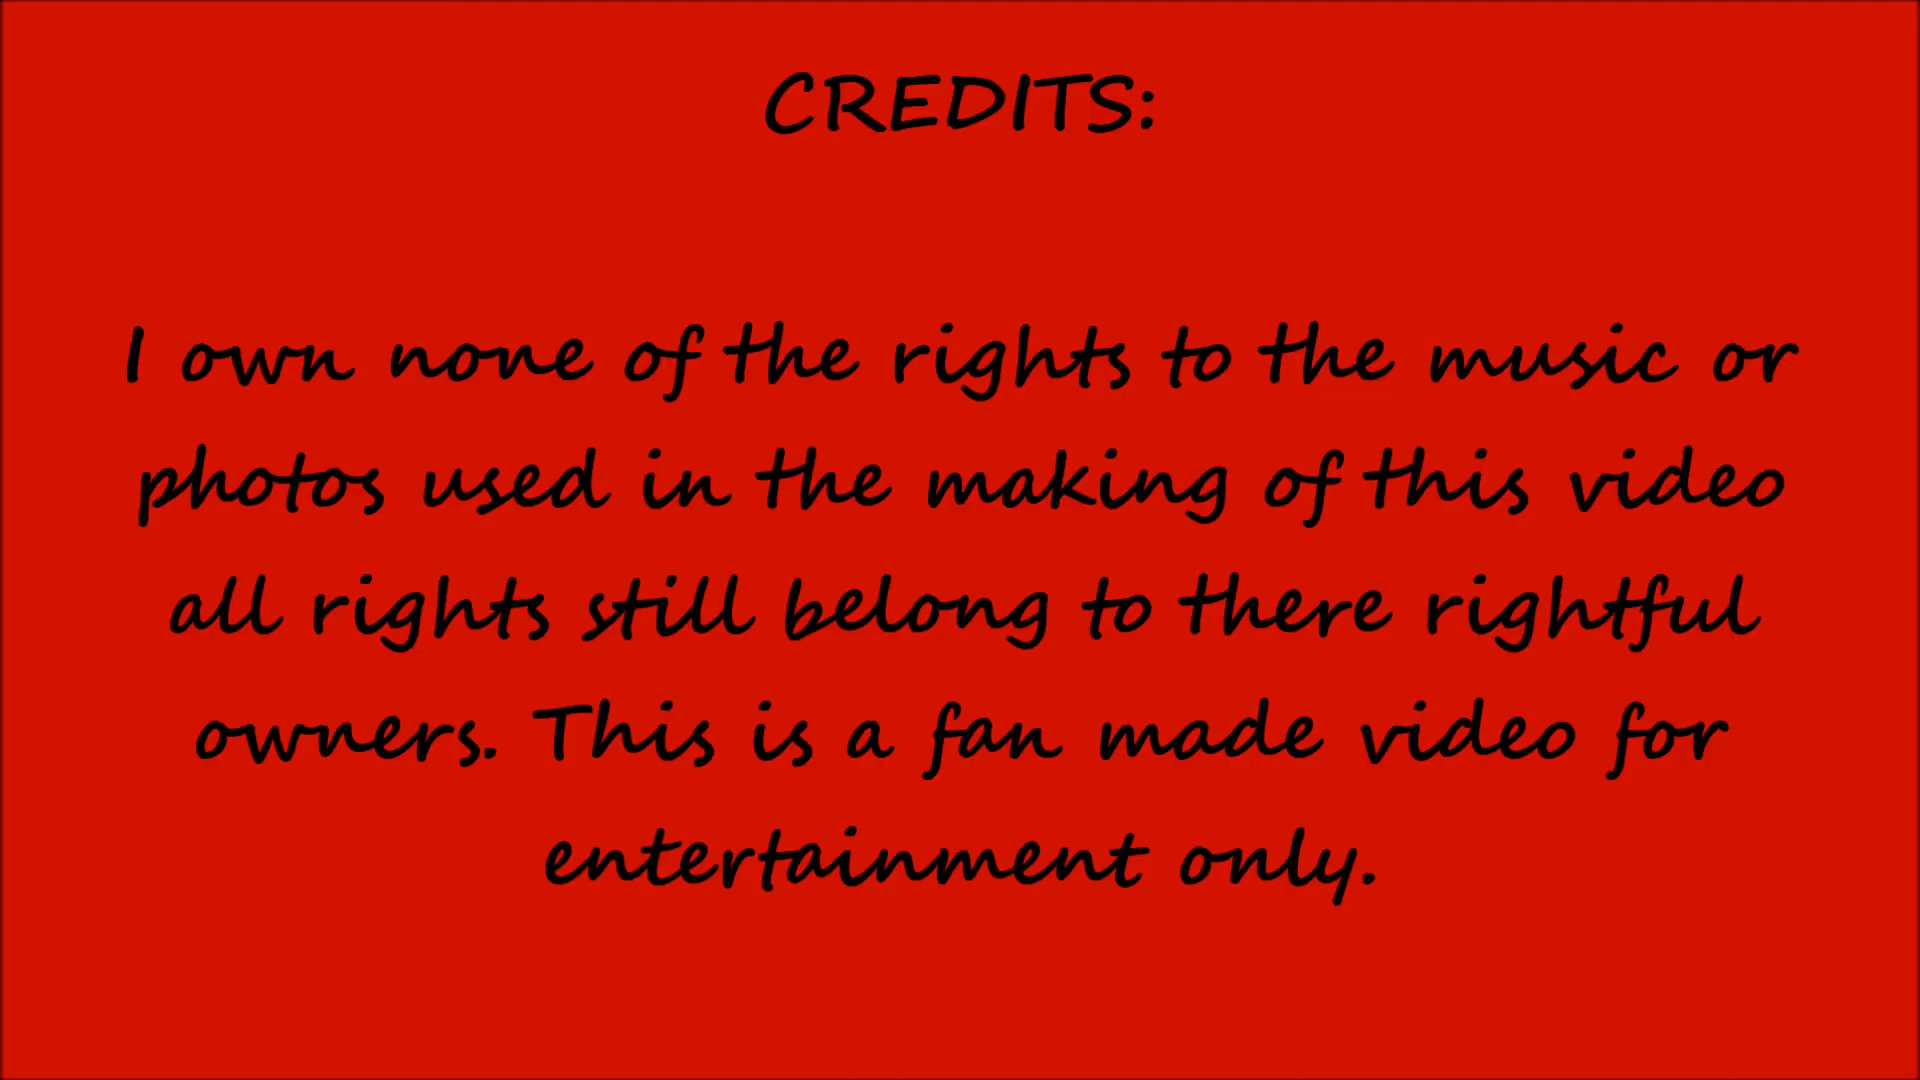 CREDITS:
I own none of the rights to the music or
photos used in the making of this video
all rights still belong to there rightful
owners. This is a fan made video for
entertainment only.